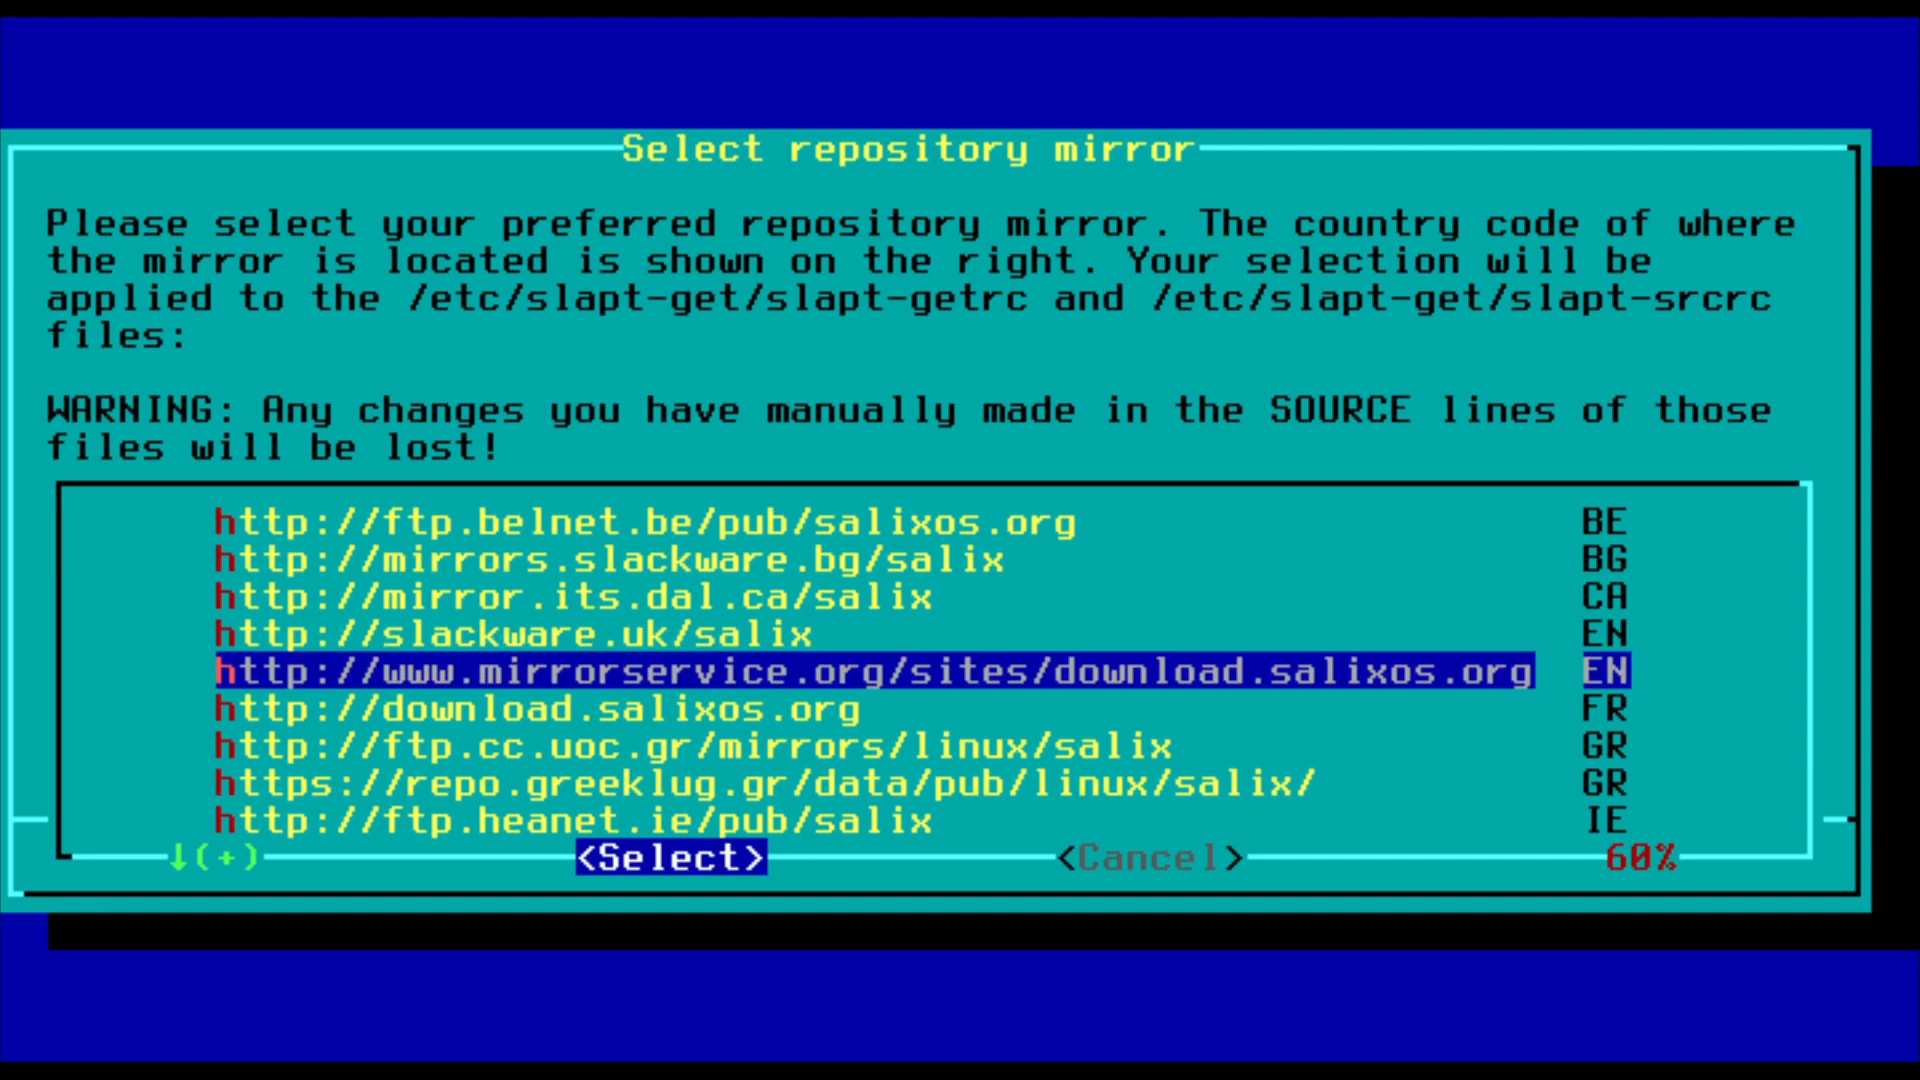 Select repository mirror
Please select your preferred repository mirror. The country code of where
the mirror is located is shown on the right. Your selection will be
applied to the /etc/slapt-get/slapt-getrc and /etc/slapt-get/slapt-srcrc
files:
WARNING: Any changes you have manually made in the SOURCE lines of those
files will be lost!
http://ftp.belnet.be/pub/salixos.org BE
http://mirrors.slackware.bg/salix BG
http://mirror.its.dal.ca/salix CA
http://slackware.uk/salix EN
http://www.mirrorservice.org/sites/download.salixos.org EN
http://download.salixos.org FR
http://ftp.cc.uoc.gr/mirrors/linux/salix GR
https://repo.greeklug.gr/data/pub/linux/salix/ GR
http://ftp.heanet.ie/pub/salix IE
↓(+) <Select> <Cancel> 60%